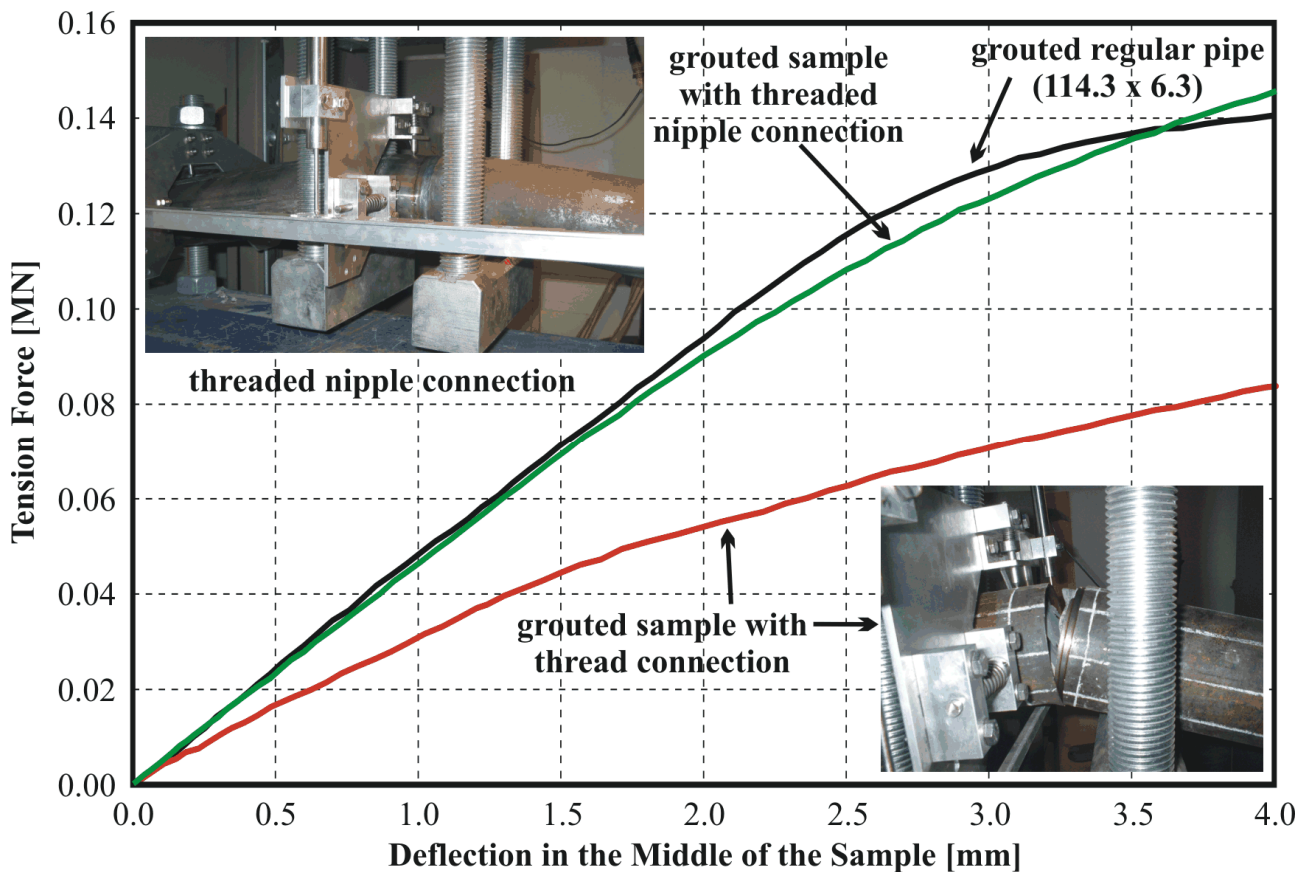 0.16
0.14
0.12
0.10
0.08
0.06
0.04
0.02
0.00
Tension Force [MN]
grouted sample
with threaded
nipple connection
grouted regular pipe
(114.3 x 6.3)
threaded nipple connection
grouted sample with
thread connection
0.0 0.5 1.0 1.5 2.0 2.5 3.0 3.5 4.0
Deflection in the Middle of the Sample [mm]